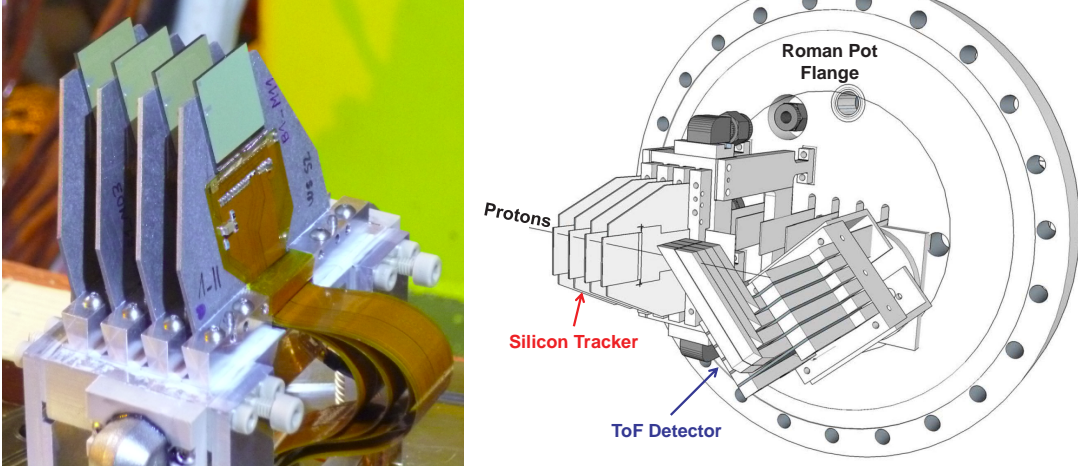 Roman Pot
Flange
Protons
Silicon Tracker
ToF Detector